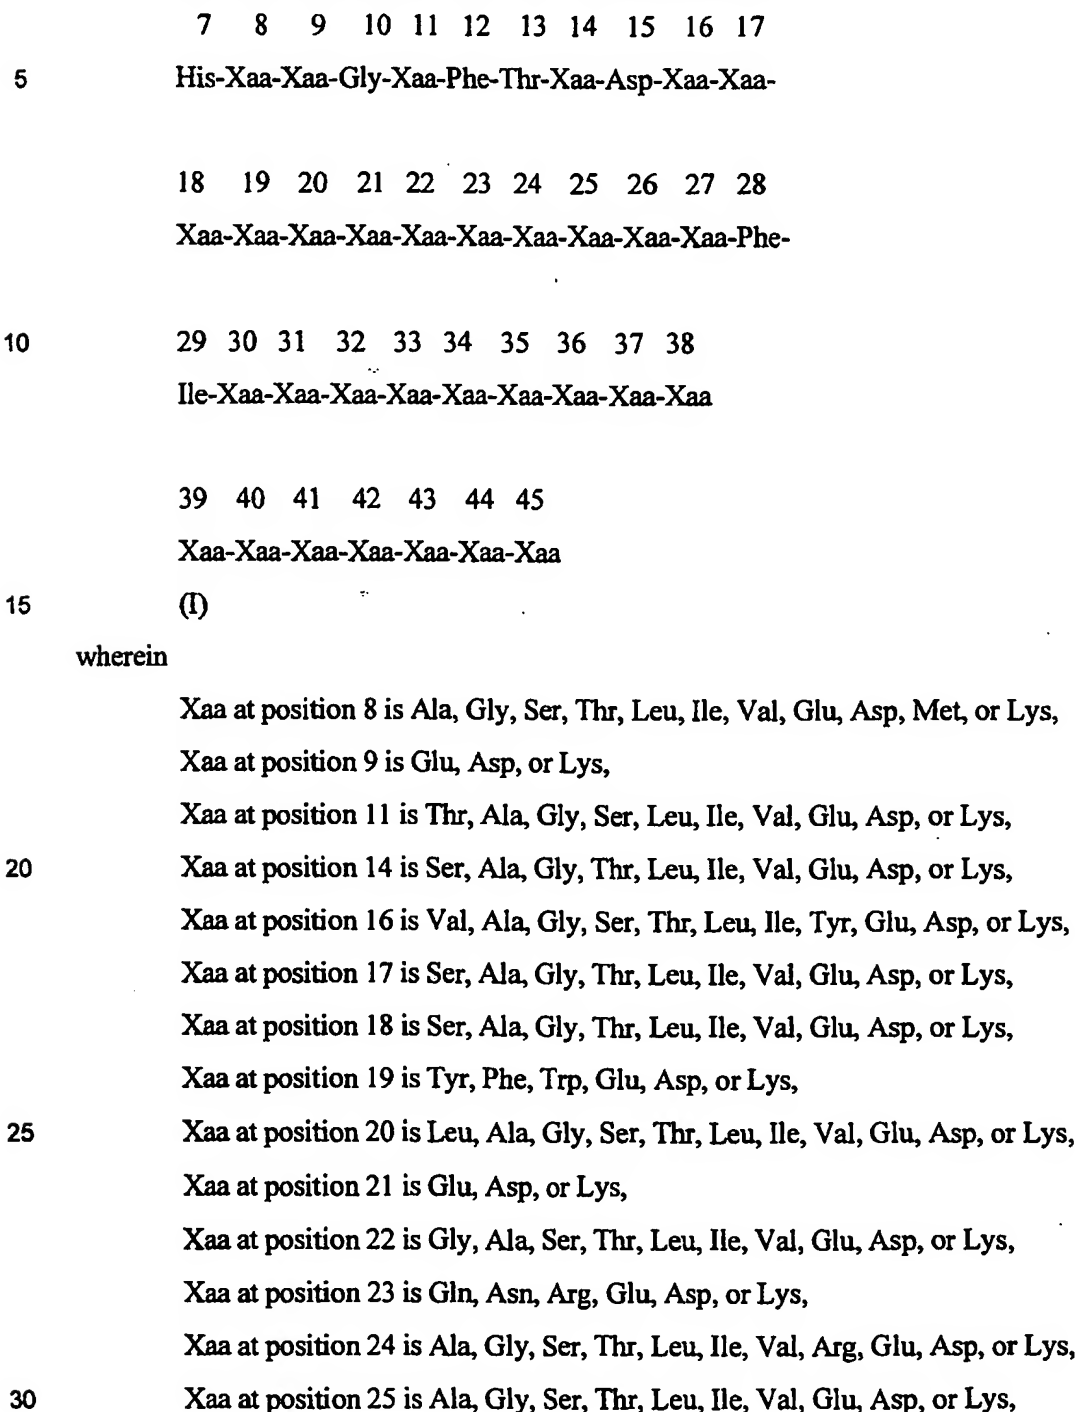 7 8 9 10 11 12 13 14 15 16 17
5 His-Xaa-Xaa-Gly-Xaa-Phe-Thr-Xaa-Asp-Xaa-Xaa-
18 19 20 21 22 23 24 25 26 27 28
Xaa-Xaa-Xaa-Xaa-Xaa-Xaa-Xaa-Xaa-Xaa-Xaa-Phe-
10 29 30 31 32 33 34 35 36 37 38
Ile-Xaa-Xaa-Xaa-Xaa-Xaa-Xaa-Xaa-Xaa-Xaa
39 40 41 42 43 44 45
Xaa-Xaa-Xaa-Xaa-Xaa-Xaa-Xaa
15 (I)
wherein
Xaa at position 8 is Ala, Gly, Ser, Thr, Leu, Ile, Val, Glu, Asp, Met, or Lys,
Xaa at position 9 is Glu, Asp, or Lys,
Xaa at position 11 is Thr, Ala, Gly, Ser, Leu, Ile, Val, Glu, Asp, or Lys,
20 Xaa at position 14 is Ser, Ala, Gly, Thr, Leu, Ile, Val, Glu, Asp, or Lys,
Xaa at position 16 is Val, Ala, Gly, Ser, Thr, Leu, Ile, Tyr, Glu, Asp, or Lys,
Xaa at position 17 is Ser, Ala, Gly, Thr, Leu, Ile, Val, Glu, Asp, or Lys,
Xaa at position 18 is Ser, Ala, Gly, Thr, Leu, Ile, Val, Glu, Asp, or Lys,
Xaa at position 19 is Tyr, Phe, Trp, Glu, Asp, or Lys,
25 Xaa at position 20 is Leu, Ala, Gly, Ser, Thr, Leu, Ile, Val, Glu, Asp, or Lys,
Xaa at position 21 is Glu, Asp, or Lys,
Xaa at position 22 is Gly, Ala, Ser, Thr, Leu, Ile, Val, Glu, Asp, or Lys,
Xaa at position 23 is Gln, Asn, Arg, Glu, Asp, or Lys,
Xaa at position 24 is Ala, Gly, Ser, Thr, Leu, Ile, Val, Arg, Glu, Asp, or Lys,
30 Xaa at position 25 is Ala, Gly, Ser, Thr, Leu, Ile, Val, Glu, Asp, or Lys,